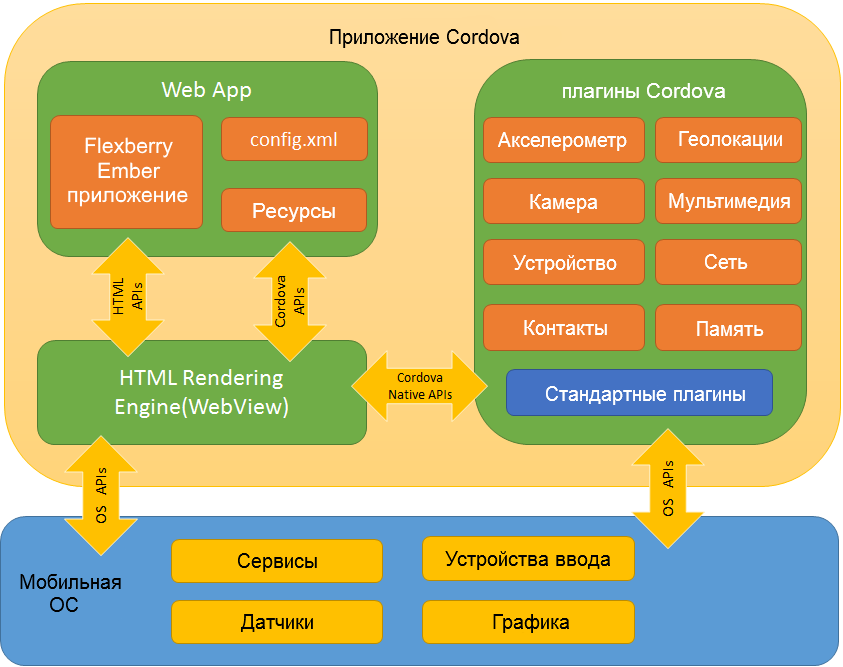 Приложение Cordova
Web App
Flexberry
Ember
приложение
config.xml
Ресурсы
плагины Cordova
Акселерометр
Геолокации
Камера
Мультимедия
Устройство
Сеть
Контакты
Память
Стандартные плагины
HTML
APIs
Cordova
APIs
HTML Rendering
Engine(WebView)
Cordova
Native APIs
OS APIs
OS APIs
Мобильная
ОС
Сервисы
Устройства ввода
Датчики
Графика